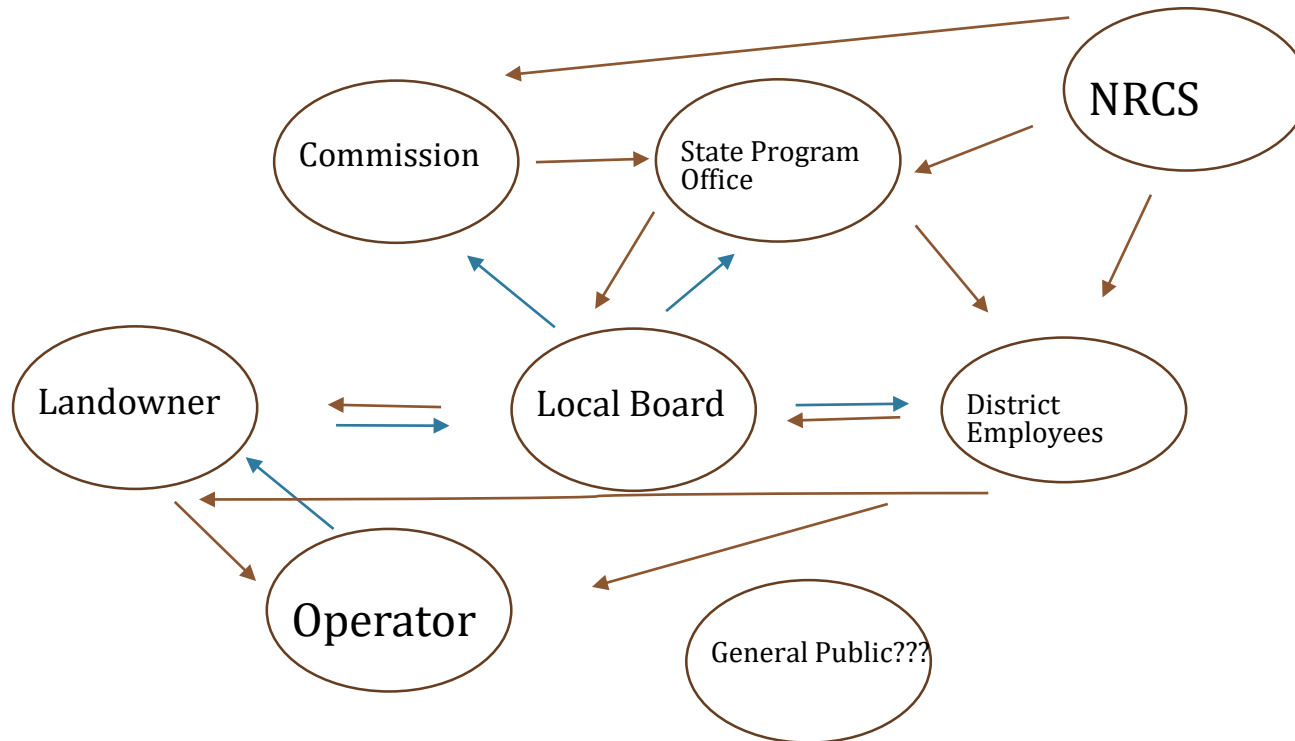 NRCS
Commission
State Program
Office
Landowner
Local Board
District
Employees
Operator
General Public???